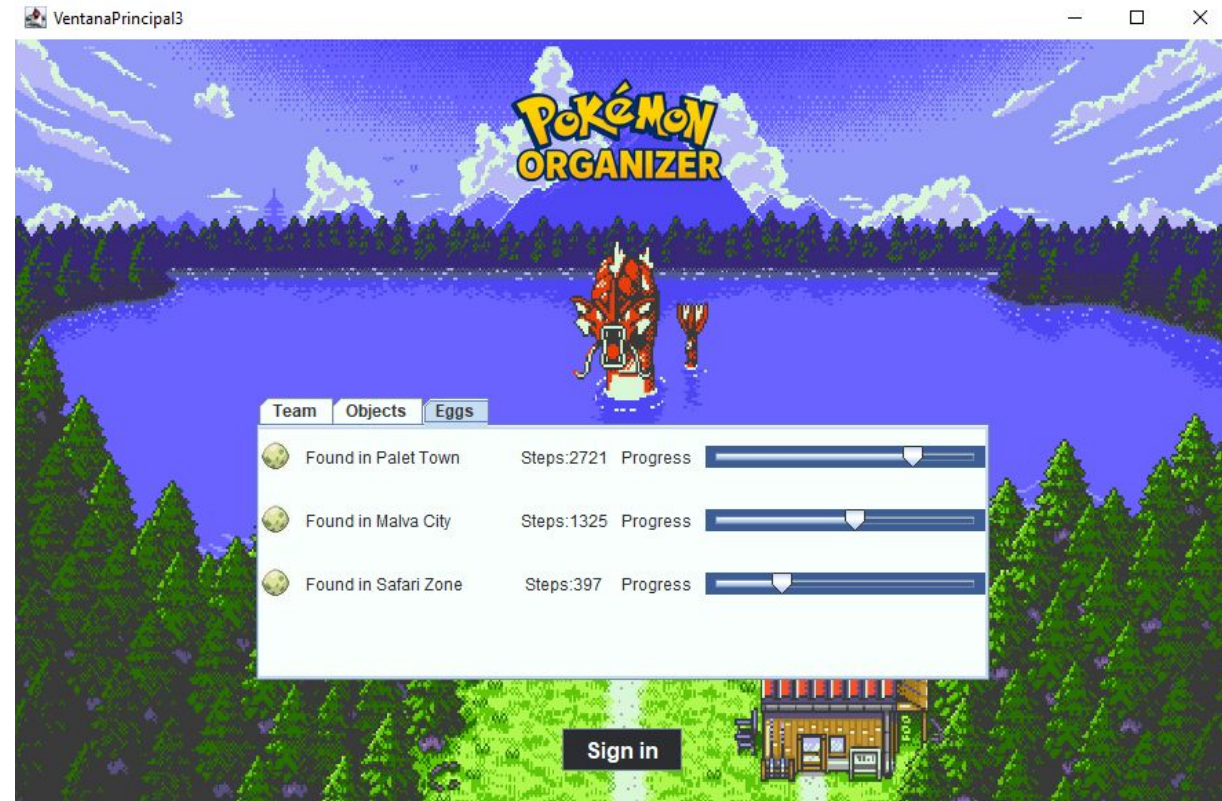 VentanaPrincipal3
POKéMON
ORGANIZER
Team Objects Eggs
Found in Palet Town Steps:2721 Progress
Found in Malva City Steps:1325 Progress
Found in Safari Zone Steps:397 Progress
Sign in